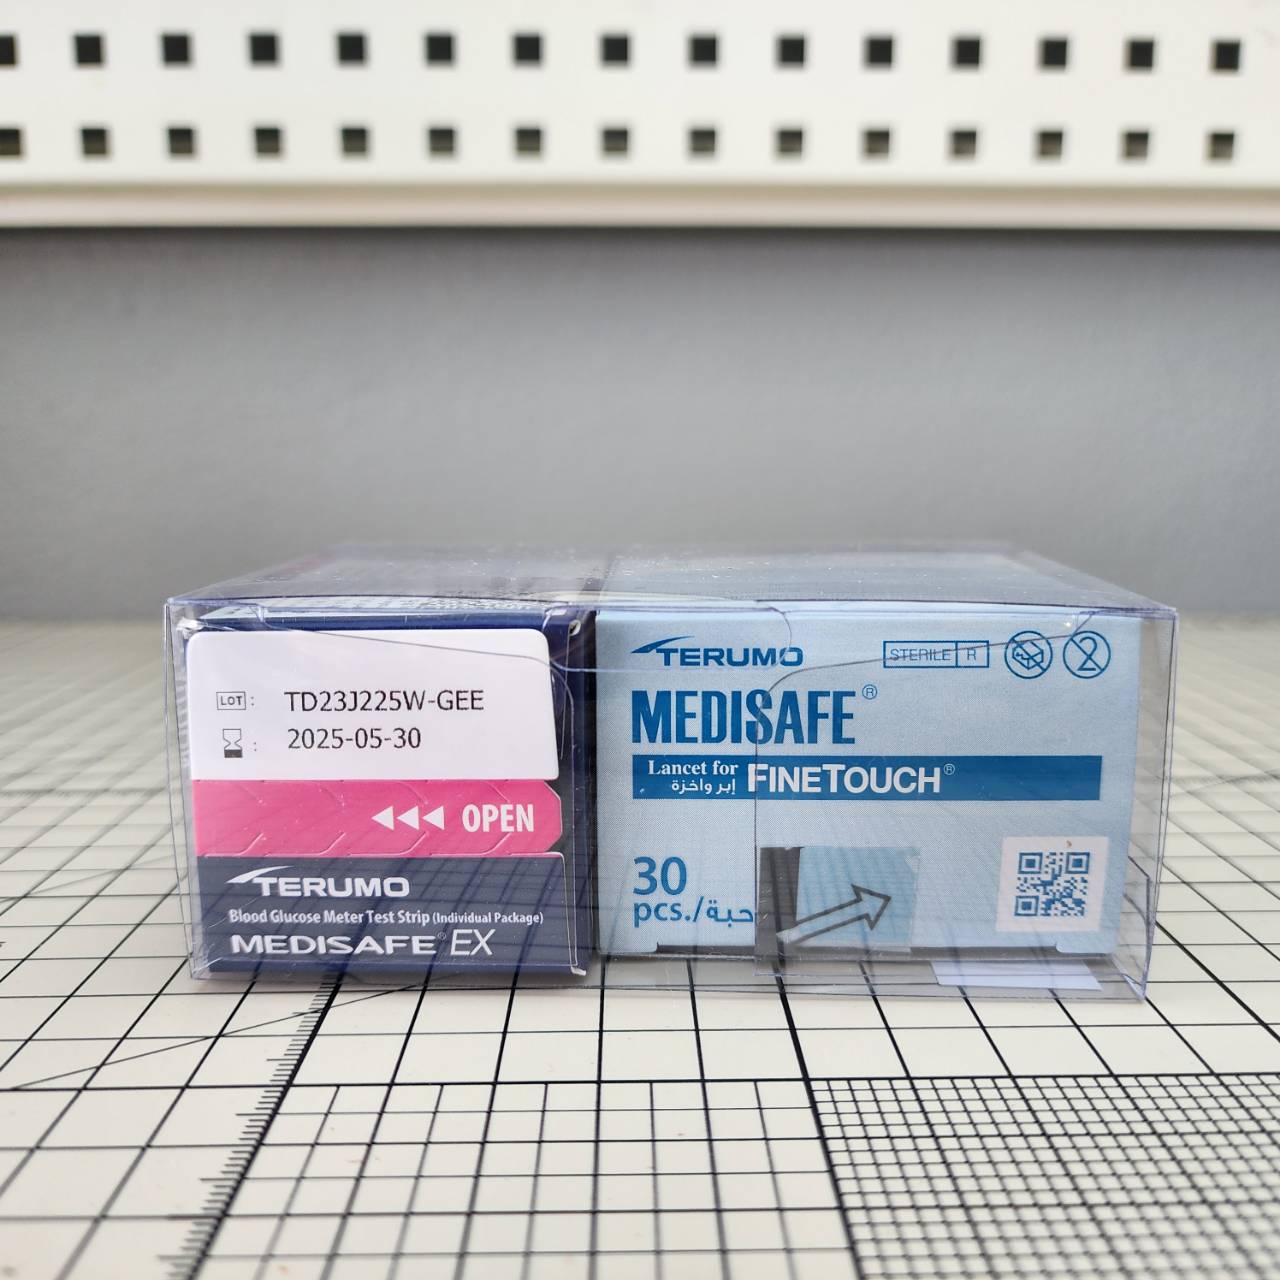 LOT : TD23J225W-GEE
: 2025-05-30
OPEN
TERUMO
Blood Glucose Meter Test Strip (Individual Package)
MEDISAFE® EX
TERUMO
STERILE R
2
MEDISAFE®
Lancet for FINETOUCH®
إبر واخزة
30
pcs./حبة